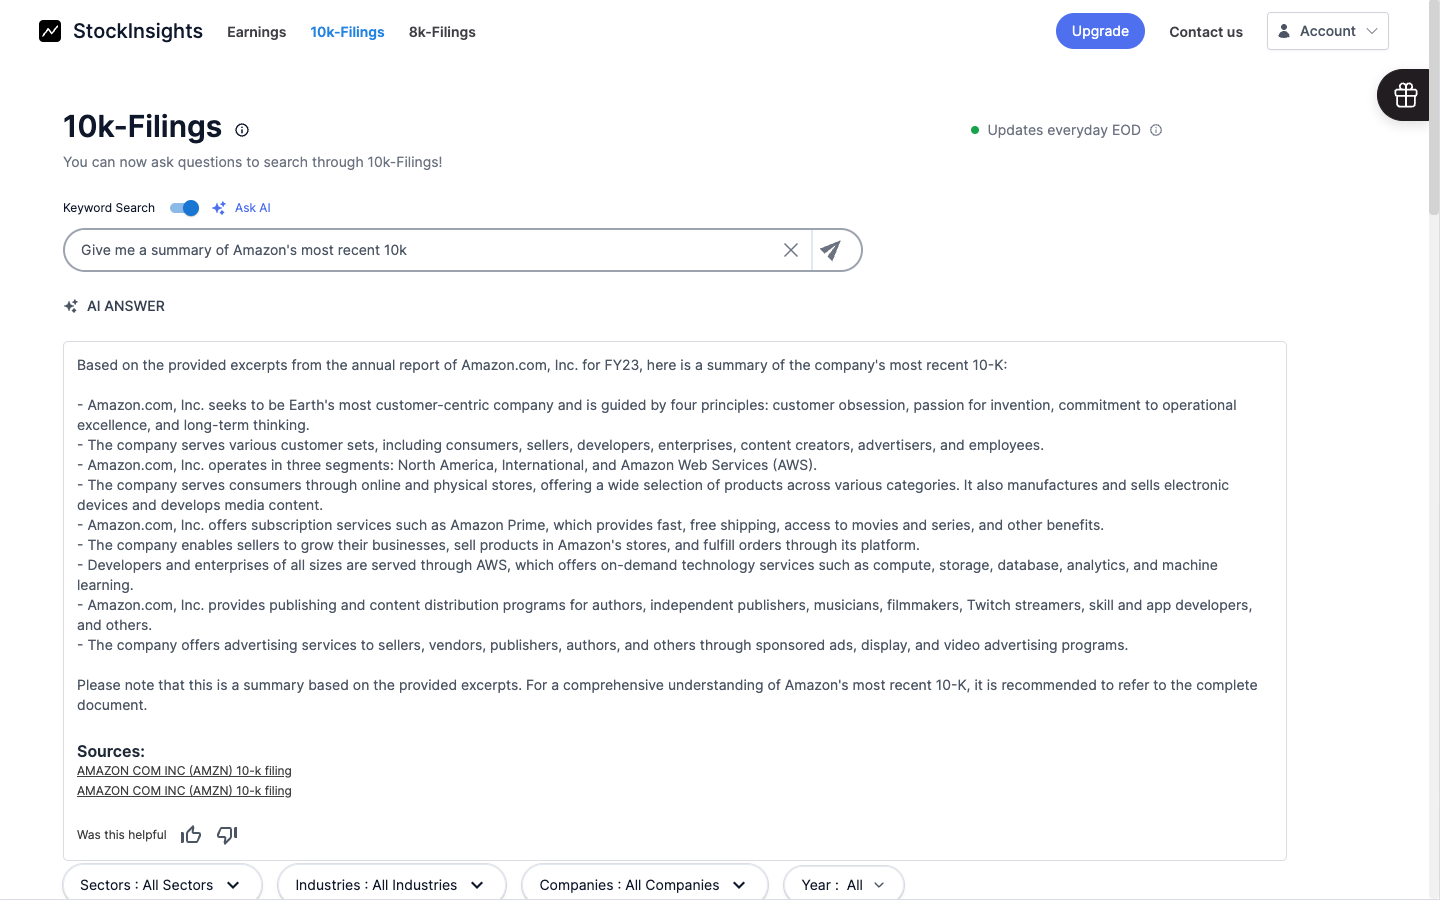 StockInsights
Earnings
10k-Filings
8k-Filings
Upgrade
Contact us
Account
10k-Filings
Updates everyday EOD
You can now ask questions to search through 10k-Filings!
Keyword Search
Ask AI
Give me a summary of Amazon's most recent 10k
AI ANSWER
Based on the provided excerpts from the annual report of Amazon.com, Inc. for FY23, here is a summary of the company's most recent 10-K:
- Amazon.com, Inc. seeks to be Earth's most customer-centric company and is guided by four principles: customer obsession, passion for invention, commitment to operational
excellence, and long-term thinking.
- The company serves various customer sets, including consumers, sellers, developers, enterprises, content creators, advertisers, and employees.
- Amazon.com, Inc. operates in three segments: North America, International, and Amazon Web Services (AWS).
- The company serves consumers through online and physical stores, offering a wide selection of products across various categories. It also manufactures and sells electronic
devices and develops media content.
- Amazon.com, Inc. offers subscription services such as Amazon Prime, which provides fast, free shipping, access to movies and series, and other benefits.
- The company enables sellers to grow their businesses, sell products in Amazon's stores, and fulfill orders through its platform.
- Developers and enterprises of all sizes are served through AWS, which offers on-demand technology services such as compute, storage, database, analytics, and machine
learning.
- Amazon.com, Inc. provides publishing and content distribution programs for authors, independent publishers, musicians, filmmakers, Twitch streamers, skill and app developers,
and others.
- The company offers advertising services to sellers, vendors, publishers, authors, and others through sponsored ads, display, and video advertising programs.
Please note that this is a summary based on the provided excerpts. For a comprehensive understanding of Amazon's most recent 10-K, it is recommended to refer to the complete
document.
Sources:
AMAZON COM INC (AMZN) 10-k filing
AMAZON COM INC (AMZN) 10-k filing
Was this helpful
Sectors : All Sectors
Industries : All Industries
Companies : All Companies
Year : All